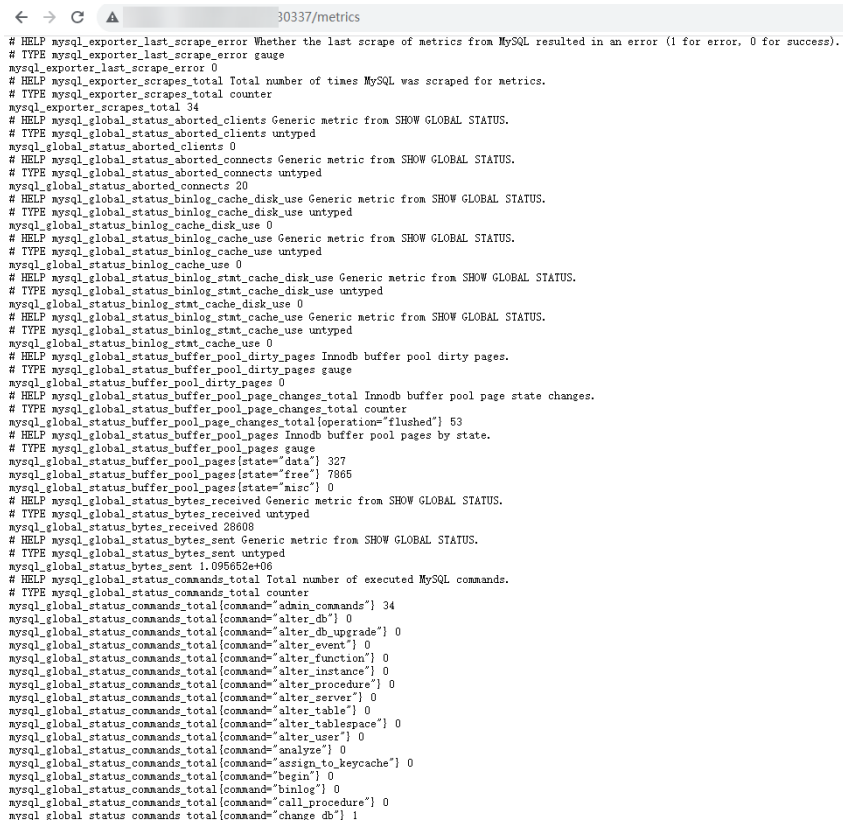 30337/metrics
# HELP mysql_exporter_last_scrape_error Whether the last scrape of metrics from MySQL resulted in an error (1 for error, 0 for success).
# TYPE mysql_exporter_last_scrape_error gauge
mysql_exporter_last_scrape_error 0
# HELP mysql_exporter_scrapes_total Total number of times MySQL was scraped for metrics.
# TYPE mysql_exporter_scrapes_total counter
mysql_exporter_scrapes_total 34
# HELP mysql_global_status_aborted_clients Generic metric from SHOW GLOBAL STATUS.
# TYPE mysql_global_status_aborted_clients untyped
mysql_global_status_aborted_clients 0
# HELP mysql_global_status_aborted_connects Generic metric from SHOW GLOBAL STATUS.
# TYPE mysql_global_status_aborted_connects untyped
mysql_global_status_aborted_connects 20
# HELP mysql_global_status_binlog_cache_disk_use Generic metric from SHOW GLOBAL STATUS.
# TYPE mysql_global_status_binlog_cache_disk_use untyped
mysql_global_status_binlog_cache_disk_use 0
# HELP mysql_global_status_binlog_cache_use Generic metric from SHOW GLOBAL STATUS.
# TYPE mysql_global_status_binlog_cache_use untyped
mysql_global_status_binlog_cache_use 0
# HELP mysql_global_status_binlog_stmt_cache_disk_use Generic metric from SHOW GLOBAL STATUS.
# TYPE mysql_global_status_binlog_stmt_cache_disk_use untyped
mysql_global_status_binlog_stmt_cache_disk_use 0
# HELP mysql_global_status_binlog_stmt_cache_use Generic metric from SHOW GLOBAL STATUS.
# TYPE mysql_global_status_binlog_stmt_cache_use untyped
mysql_global_status_binlog_stmt_cache_use 0
# HELP mysql_global_status_buffer_pool_dirty_pages Innodb buffer pool dirty pages.
# TYPE mysql_global_status_buffer_pool_dirty_pages gauge
mysql_global_status_buffer_pool_dirty_pages 0
# HELP mysql_global_status_buffer_pool_page_changes_total Innodb buffer pool page state changes.
# TYPE mysql_global_status_buffer_pool_page_changes_total counter
mysql_global_status_buffer_pool_page_changes_total{operation="flushed"} 53
# HELP mysql_global_status_buffer_pool_pages Innodb buffer pool pages by state.
# TYPE mysql_global_status_buffer_pool_pages gauge
mysql_global_status_buffer_pool_pages{state="data"} 327
mysql_global_status_buffer_pool_pages{state="free"} 7865
mysql_global_status_buffer_pool_pages{state="misc"} 0
# HELP mysql_global_status_bytes_received Generic metric from SHOW GLOBAL STATUS.
# TYPE mysql_global_status_bytes_received untyped
mysql_global_status_bytes_received 28608
# HELP mysql_global_status_bytes_sent Generic metric from SHOW GLOBAL STATUS.
# TYPE mysql_global_status_bytes_sent untyped
mysql_global_status_bytes_sent 1.095652e+06
# HELP mysql_global_status_commands_total Total number of executed MySQL commands.
# TYPE mysql_global_status_commands_total counter
mysql_global_status_commands_total{command="admin_commands"} 34
mysql_global_status_commands_total{command="alter_db"} 0
mysql_global_status_commands_total{command="alter_db_upgrade"} 0
mysql_global_status_commands_total{command="alter_event"} 0
mysql_global_status_commands_total{command="alter_function"} 0
mysql_global_status_commands_total{command="alter_instance"} 0
mysql_global_status_commands_total{command="alter_procedure"} 0
mysql_global_status_commands_total{command="alter_server"} 0
mysql_global_status_commands_total{command="alter_table"} 0
mysql_global_status_commands_total{command="alter_tablespace"} 0
mysql_global_status_commands_total{command="alter_user"} 0
mysql_global_status_commands_total{command="analyze"} 0
mysql_global_status_commands_total{command="assign_to_keycache"} 0
mysql_global_status_commands_total{command="begin"} 0
mysql_global_status_commands_total{command="binlog"} 0
mysql_global_status_commands_total{command="call_procedure"} 0
mysql_global_status_commands_total{command="change_db"} 1